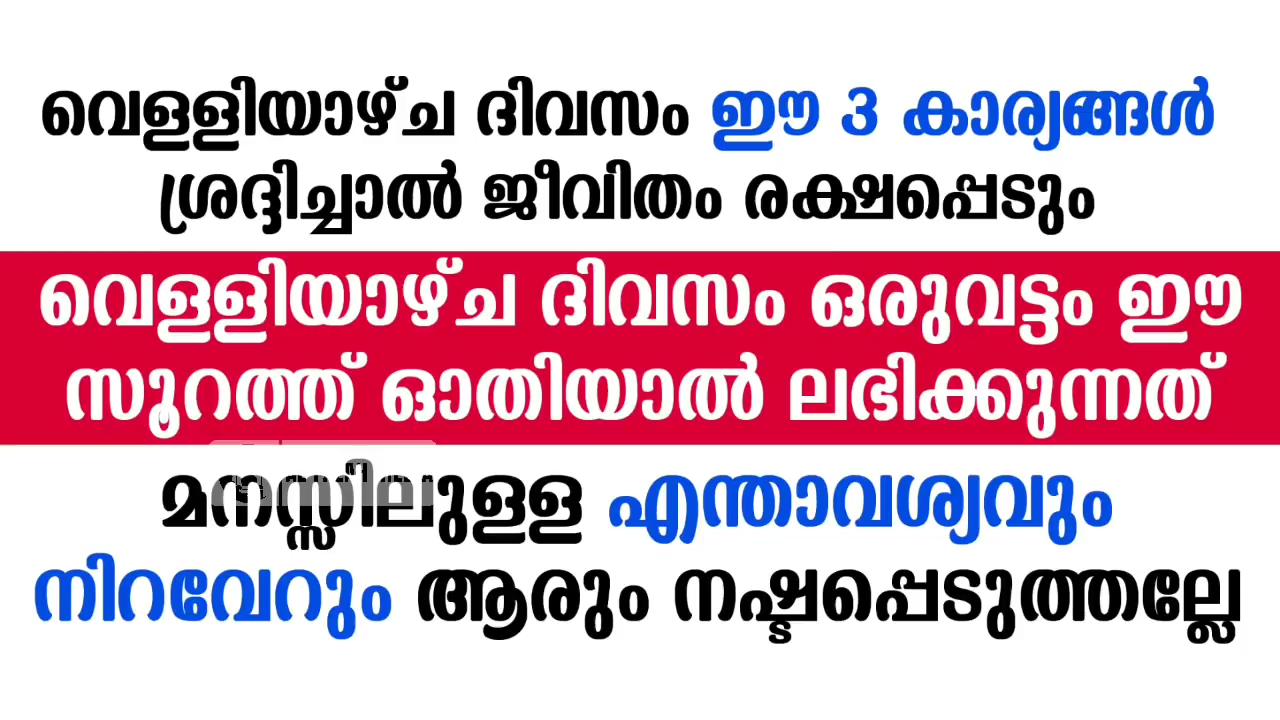 വെള്ളിയാഴ്ച ദിവസം ഈ 3 കാര്യങ്ങൾ
ശ്രദ്ദിച്ചാൽ ജീവിതം രക്ഷപ്പെടും
വെള്ളിയാഴ്ച ദിവസം ഒരുവട്ടം ഈ
സൂറത്ത് ഓതിയാൽ ലഭിക്കുന്നത്
മനസ്സിലുള്ള എന്താവശ്യവും
നിറവേറും ആരും നഷ്ടപ്പെടുത്തല്ലേ